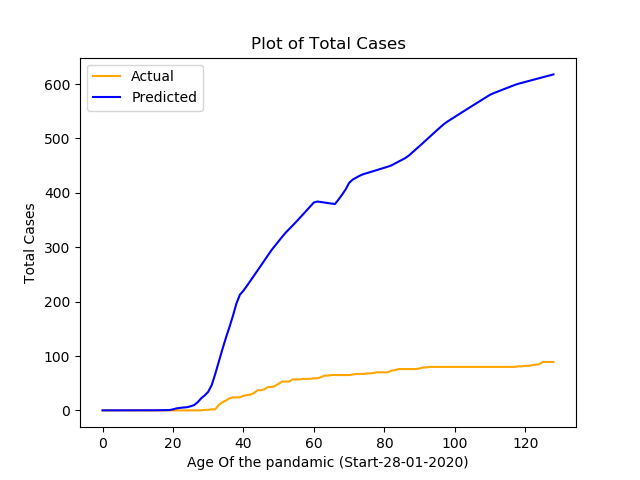 Plot of Total Cases
Actual
Predicted
600
500
400
300
200
100
0
Total Cases
0 20 40 60 80 100 120
Age Of the pandamic (Start-28-01-2020)